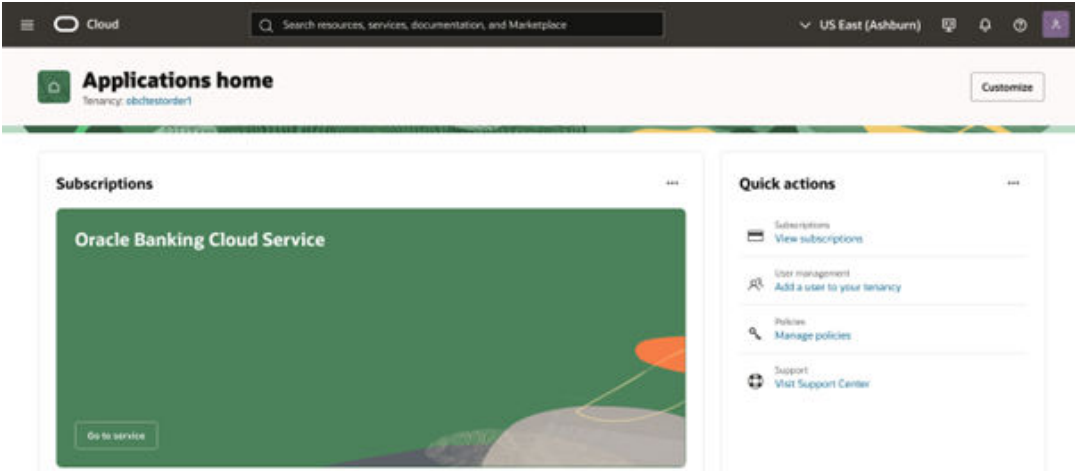 Cloud
Search resources, services, documentation, and Marketplace
US East (Ashburn)
Applications home
Tenancy: obcltestorder1
Customize
Subscriptions
Quick actions
Oracle Banking Cloud Service
Subscriptions
View subscriptions
User management
Add a user to your tenancy
Policies
Manage policies
Support
Visit Support Center
Go to service